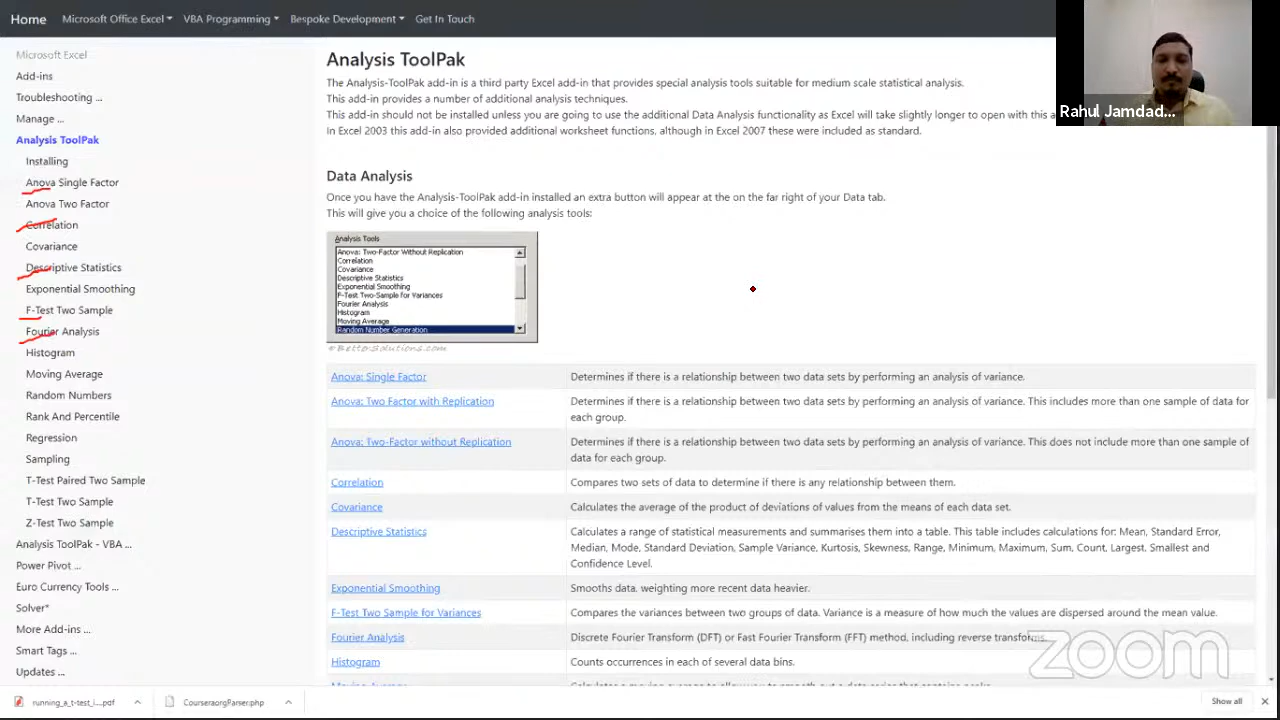 Home Microsoft Office Excel VBA Programming Bespoke Development Get In Touch
Rahul Jamdad...
Microsoft Excel
Add-ins
Troubleshooting ...
Manage ...
Analysis ToolPak
Installing
Anova Single Factor
Anova Two Factor
Correlation
Covariance
Descriptive Statistics
Exponential Smoothing
F-Test Two Sample
Fourier Analysis
Histogram
Moving Average
Random Numbers
Rank And Percentile
Regression
Sampling
T-Test Paired Two Sample
T-Test Two Sample
Z-Test Two Sample
Analysis ToolPak - VBA ...
Power Pivot ...
Euro Currency Tools ...
Solver*
More Add-ins ...
Smart Tags ...
Updates ...
Analysis ToolPak
The Analysis-ToolPak add-in is a third party Excel add-in that provides special analysis tools suitable for medium scale statistical analysis.
This add-in provides a number of additional analysis techniques.
This add-in should not be installed unless you are going to use the additional Data Analysis functionality as Excel will take slightly longer to open with this a
In Excel 2003 this add-in also provided additional worksheet functions, although in Excel 2007 these were included as standard.
Data Analysis
Once you have the Analysis-ToolPak add-in installed an extra button will appear at the on the far right of your Data tab.
This will give you a choice of the following analysis tools:
Analysis Tools
Anova: Two-Factor Without Replication
Correlation
Covariance
Descriptive Statistics
Exponential Smoothing
F-Test Two-Sample for Variances
Fourier Analysis
Histogram
Moving Average
Random Number Generation
© BetterSolutions.com
Anova: Single Factor Determines if there is a relationship between two data sets by performing an analysis of variance.
Anova: Two Factor with Replication Determines if there is a relationship between two data sets by performing an analysis of variance. This includes more than one sample of data for
each group.
Anova: Two-Factor without Replication Determines if there is a relationship between two data sets by performing an analysis of variance. This does not include more than one sample of
data for each group.
Correlation Compares two sets of data to determine if there is any relationship between them.
Covariance Calculates the average of the product of deviations of values from the means of each data set.
Descriptive Statistics Calculates a range of statistical measurements and summarises them into a table. This table includes calculations for: Mean, Standard Error,
Median, Mode, Standard Deviation, Sample Variance, Kurtosis, Skewness, Range, Minimum, Maximum, Sum, Count, Largest, Smallest and
Confidence Level.
Exponential Smoothing Smooths data, weighting more recent data heavier.
F-Test Two Sample for Variances Compares the variances between two groups of data. Variance is a measure of how much the values are dispersed around the mean value.
Fourier Analysis Discrete Fourier Transform (DFT) or Fast Fourier Transform (FFT) method, including reverse transforms.
Histogram Counts occurrences in each of several data bins.
zoom
running_a_t-test_i....pdf CourseraorgParser.php Show all